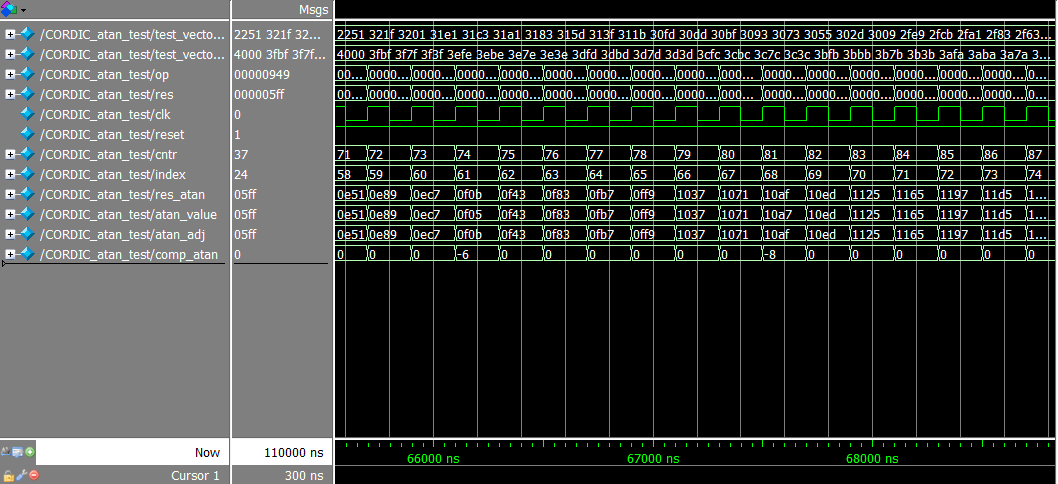 Msgs
/CORDIC_atan_test/test_vecto... 2251 321f 32... 2251 321f 3201 31e1 31c3 31a1 3183 315d 313f 311b 30fd 30dd 30bf 3093 3073 3055 302d 3009 2fe9 2fcb 2fa1 2f83 2f63...
/CORDIC_atan_test/test_vecto... 4000 3fbf 3f7f... 4000 3fbf 3f7f 3f3f 3efe 3ebe 3e7e 3e3e 3dfd 3dbd 3d7d 3d3d 3cfc 3cbc 3c7c 3c3c 3bfb 3bbb 3b7b 3b3b 3afa 3aba 3a7a 3...
/CORDIC_atan_test/op 00000949 00... 0000... 0000... 0000... 0000... 0000... 0000... 0000... 0000... 0000... 0000... 0000... 0000... 0000... 0000... 0000... 0...
/CORDIC_atan_test/res 000005ff 00... 0000... 0000... 0000... 0000... 0000... 0000... 0000... 0000... 0000... 0000... 0000... 0000... 0000... 0000... 0000... 0...
/CORDIC_atan_test/clk 0
/CORDIC_atan_test/reset 1
/CORDIC_atan_test/cntr 37 71 72 73 74 75 76 77 78 79 80 81 82 83 84 85 86 87
/CORDIC_atan_test/index 24 58 59 60 61 62 63 64 65 66 67 68 69 70 71 72 73 74
/CORDIC_atan_test/res_atan 05ff 0e51 0e89 0ec7 0f0b 0f43 0f83 0fb7 0ff9 1037 1071 10af 10ed 1125 1165 1197 11d5 1...
/CORDIC_atan_test/atan_value 05ff 0e51 0e89 0ec7 0f05 0f43 0f83 0fb7 0ff9 1037 1071 10a7 10ed 1125 1165 1197 11d5 1...
/CORDIC_atan_test/atan_adj 05ff 0e51 0e89 0ec7 0f0b 0f43 0f83 0fb7 0ff9 1037 1071 10af 10ed 1125 1165 1197 11d5 1...
/CORDIC_atan_test/comp_atan 0 0 0 0 -6 0 0 0 0 0 0 -8 0 0 0 0 0 0
Now 110000 ns 66000 ns 67000 ns 68000 ns
Cursor 1 300 ns